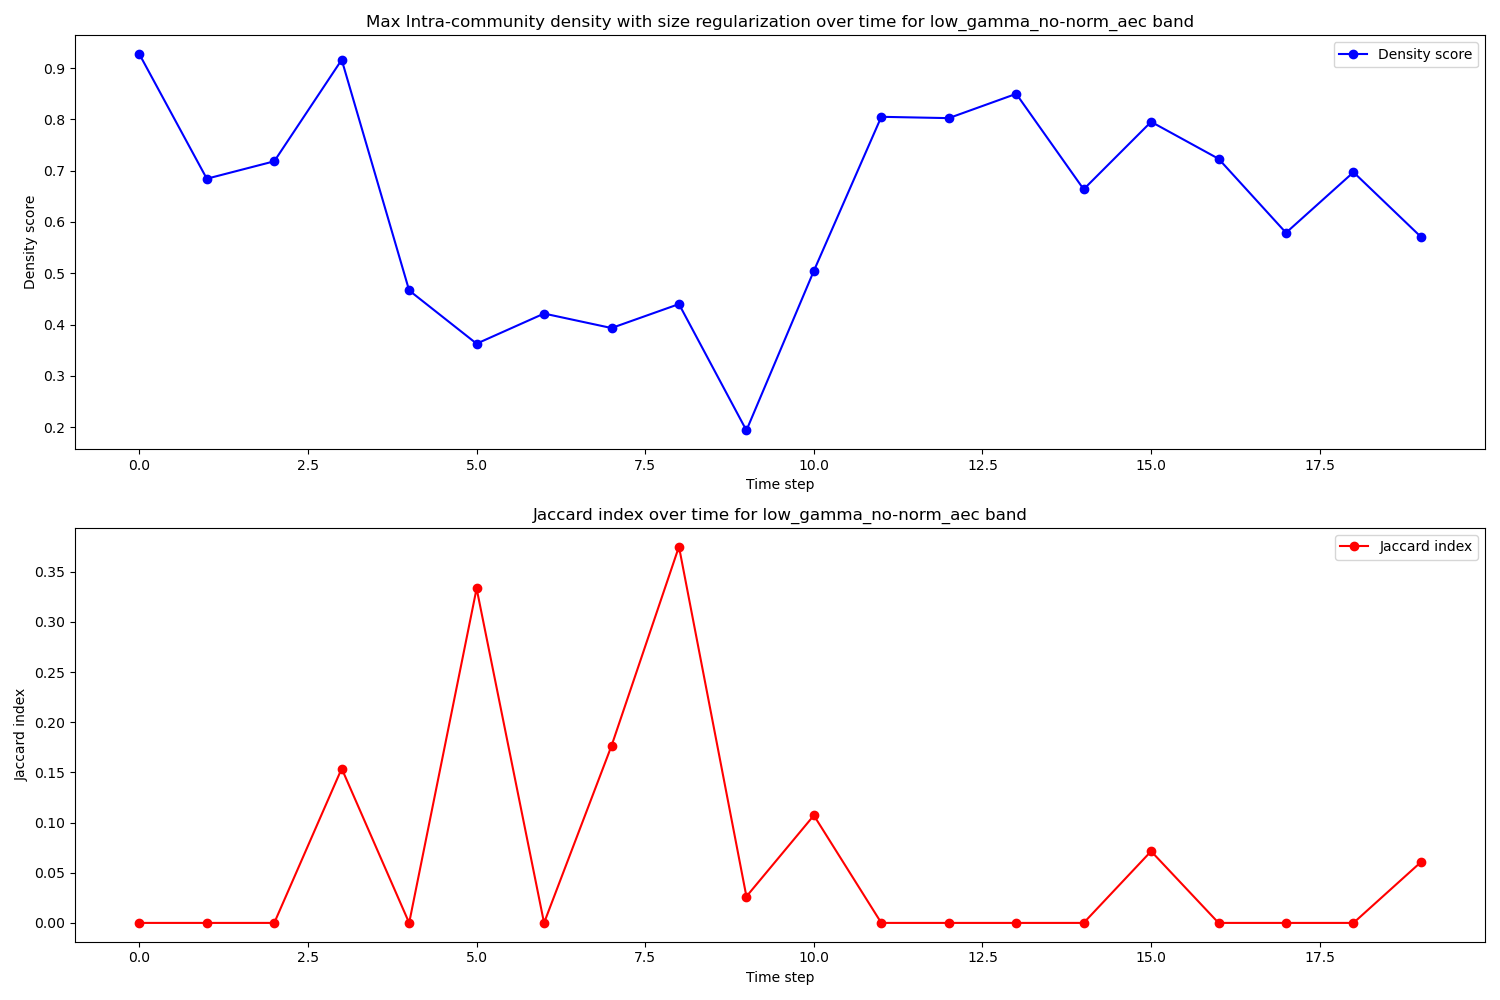 Max Intra-community density with size regularization over time for low_gamma_no-norm_aec band
Density score
0.9
0.8
0.7
0.6
0.5
0.4
0.3
0.2
Density score
0.0 2.5 5.0 7.5 10.0 12.5 15.0 17.5
Time step
Jaccard index over time for low_gamma_no-norm_aec band
Jaccard index
0.35
0.30
0.25
0.20
0.15
0.10
0.05
0.00
Jaccard index
0.0 2.5 5.0 7.5 10.0 12.5 15.0 17.5
Time step